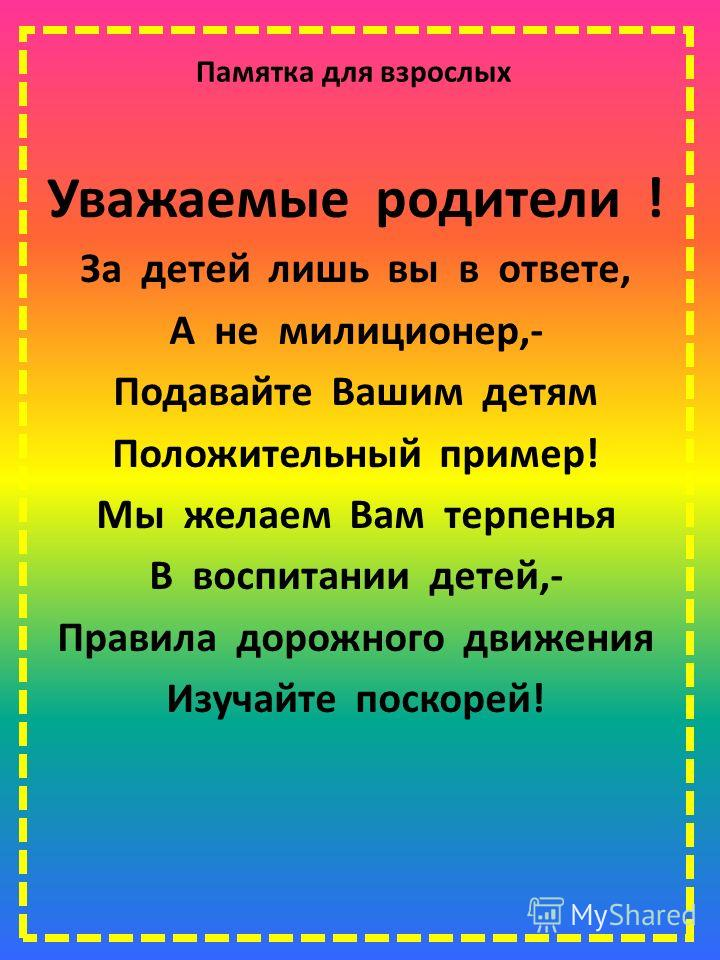 Памятка для взрослых
Уважаемые родители !
За детей лишь вы в ответе,
А не милиционер,-
Подавайте Вашим детям
Положительный пример!
Мы желаем Вам терпенья
В воспитании детей,-
Правила дорожного движения
Изучайте поскорей!
MyShared